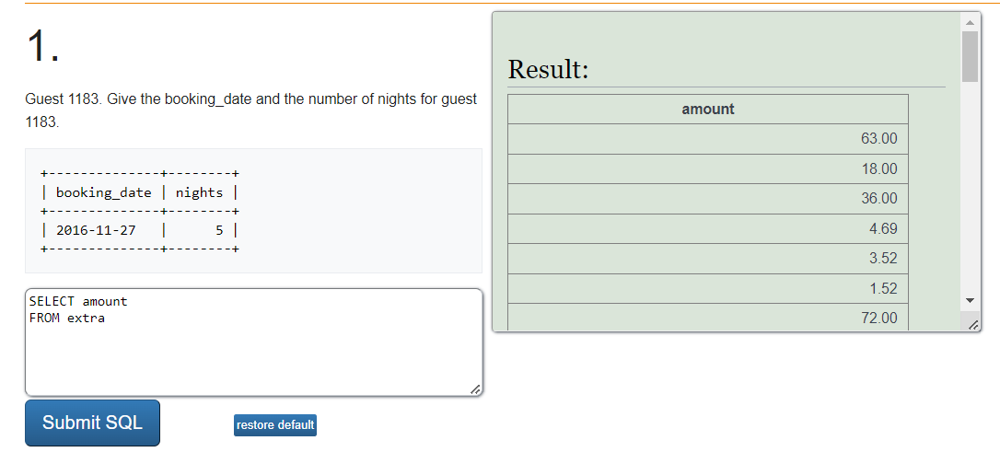 1.
Guest 1183. Give the booking_date and the number of nights for guest
1183.
+--------------+--------+
| booking_date | nights |
+--------------+--------+
| 2016-11-27   |      5 |
+--------------+--------+
SELECT amount
FROM extra
Submit SQL
restore default
Result:
amount
63.00
18.00
36.00
4.69
3.52
1.52
72.00